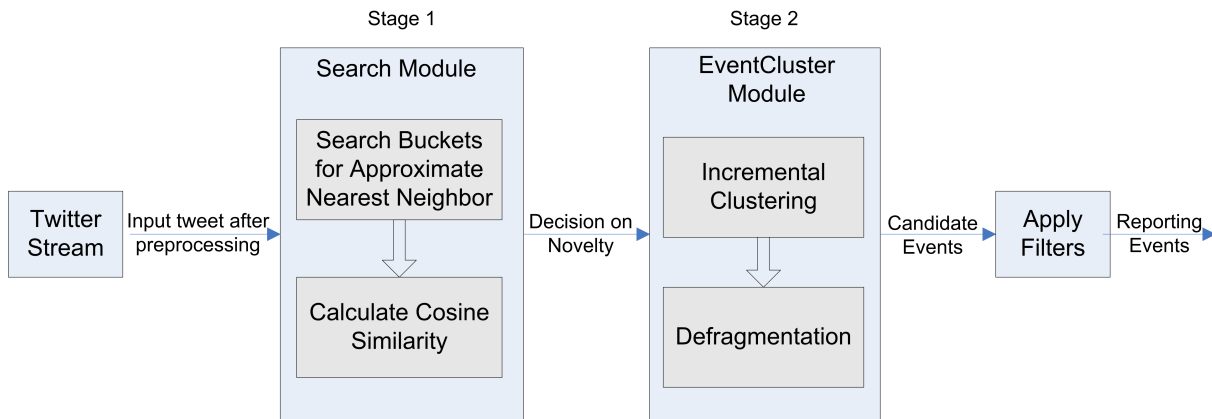 Stage 1
Stage 2
Search Module
EventCluster
Module
Search Buckets
for Approximate
Nearest Neighbor
Calculate Cosine
Similarity
Incremental
Clustering
Defragmentation
Twitter
Stream
Input tweet after
preprocessing
Decision on
Novelty
Candidate
Events
Apply
Filters
Reporting
Events